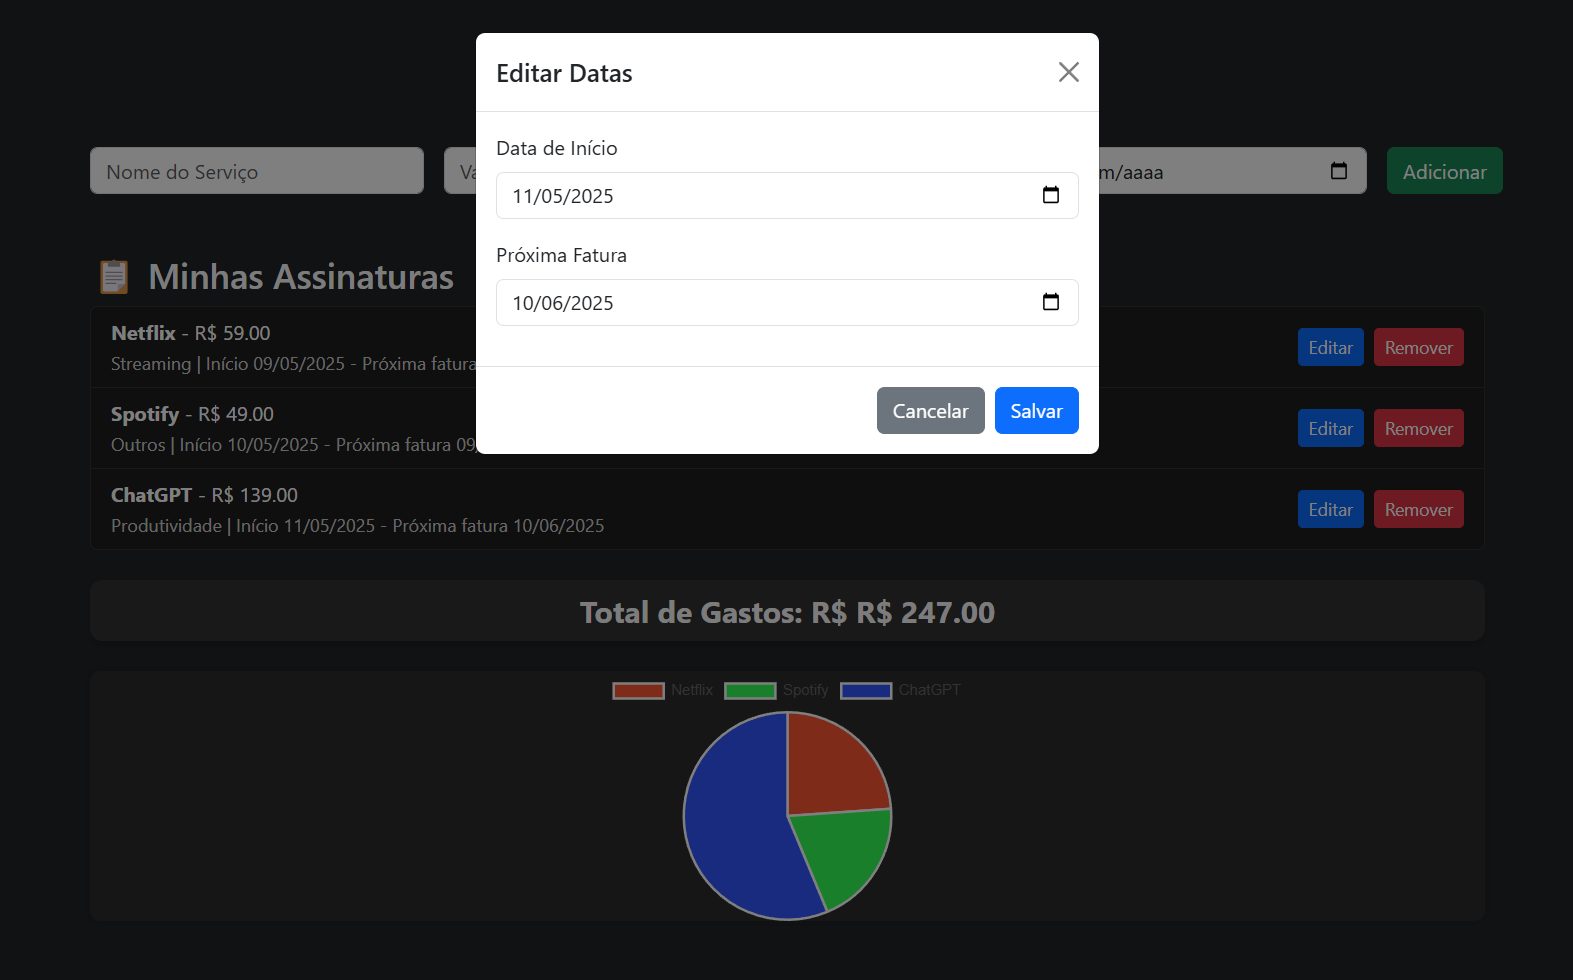 Editar Datas
Data de Início
11/05/2025
Próxima Fatura
10/06/2025
Cancelar
Salvar
Nome do Serviço
m/aaaa
Adicionar
Minhas Assinaturas
Netflix - R$ 59.00
Streaming | Início 09/05/2025 - Próxima fatura
Editar
Remover
Spotify - R$ 49.00
Outros | Início 10/05/2025 - Próxima fatura 09
Editar
Remover
ChatGPT - R$ 139.00
Produtividade | Início 11/05/2025 - Próxima fatura 10/06/2025
Editar
Remover
Total de Gastos: R$ R$ 247.00
Netflix Spotify ChatGPT